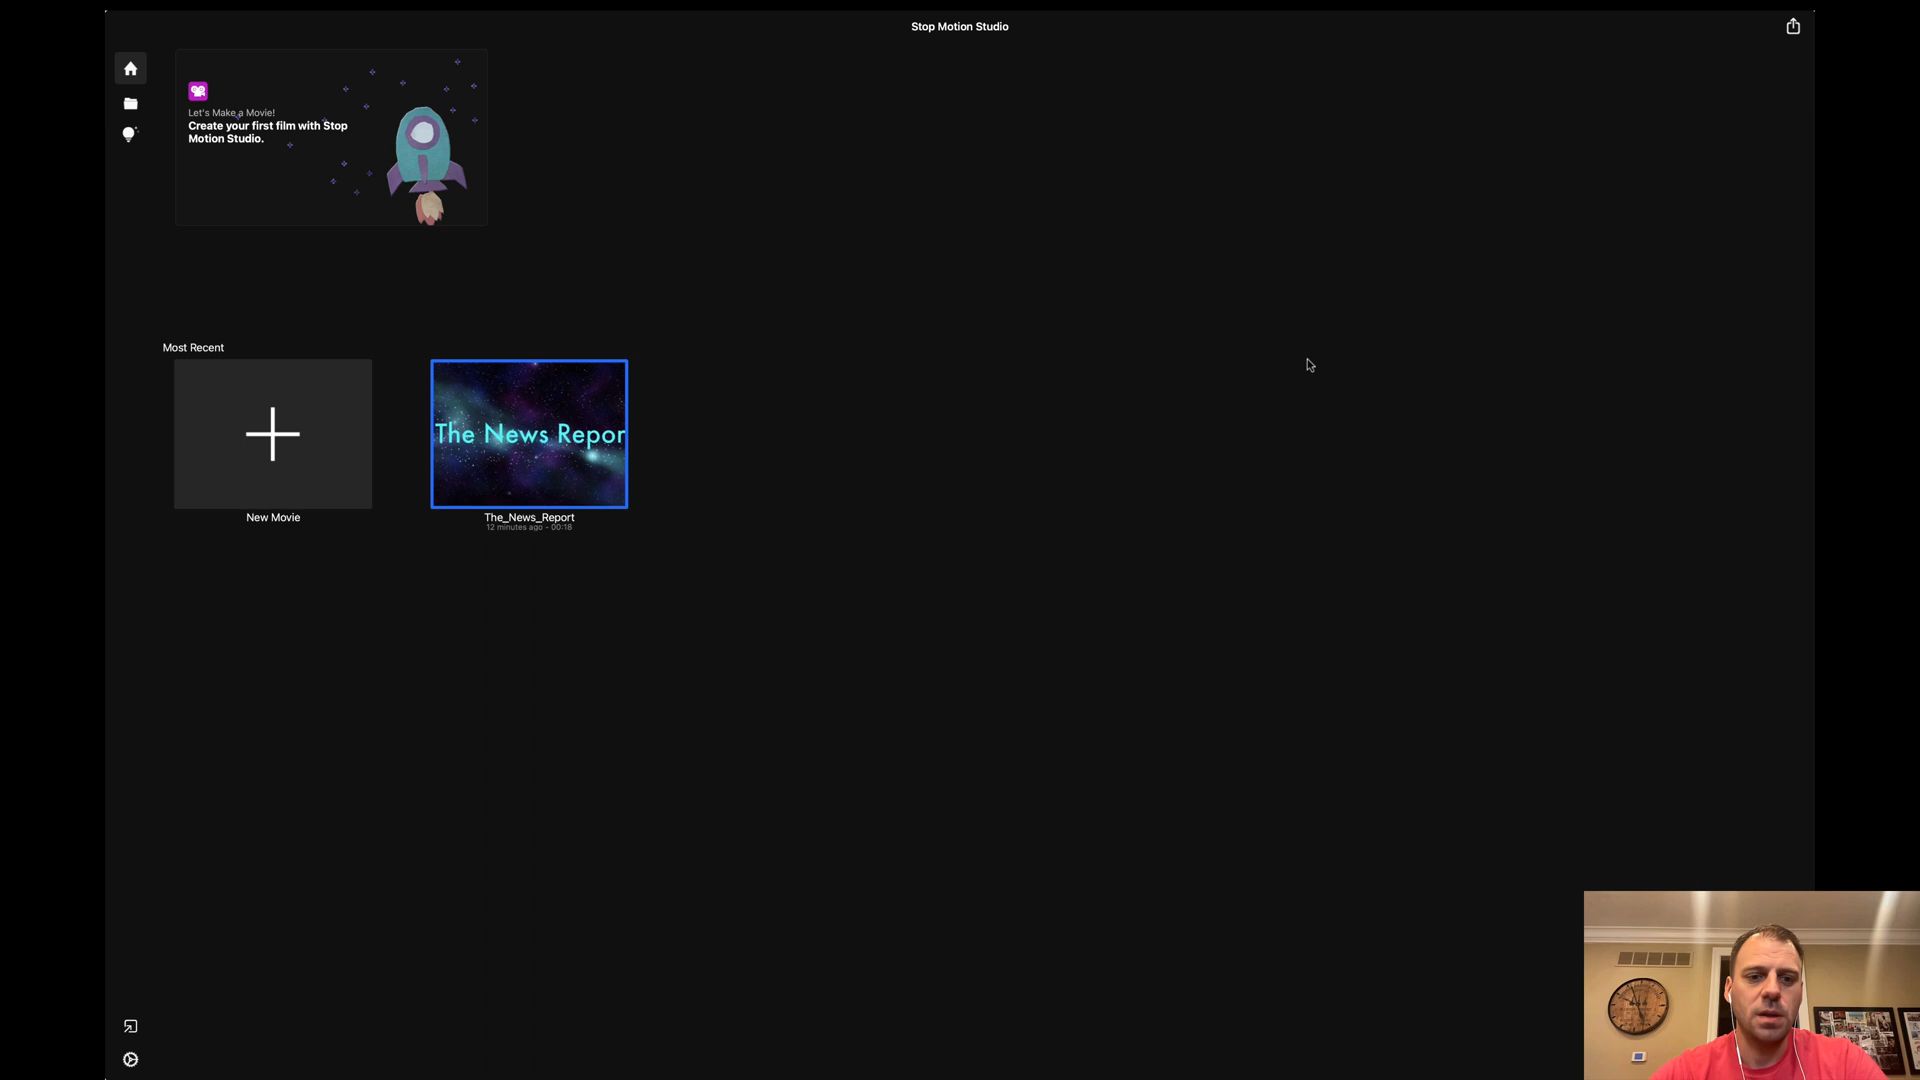 Stop Motion Studio
Let's Make a Movie!
Create your first film with Stop
Motion Studio.
Most Recent
The News Repor
New Movie
The_News_Report
12 minutes ago - 00:18